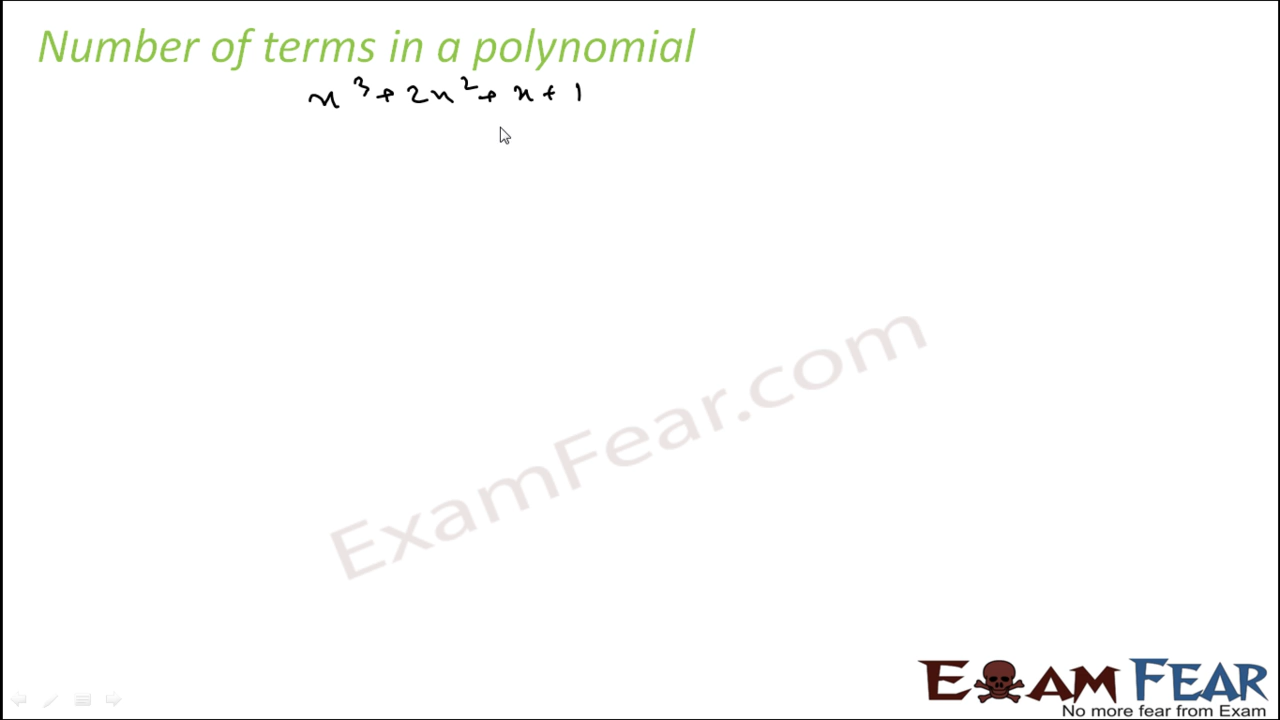 Number of terms in a polynomial
x³ + 2x² + x + 1
ExamFear.com
EXAM FEAR
No more fear from Exam